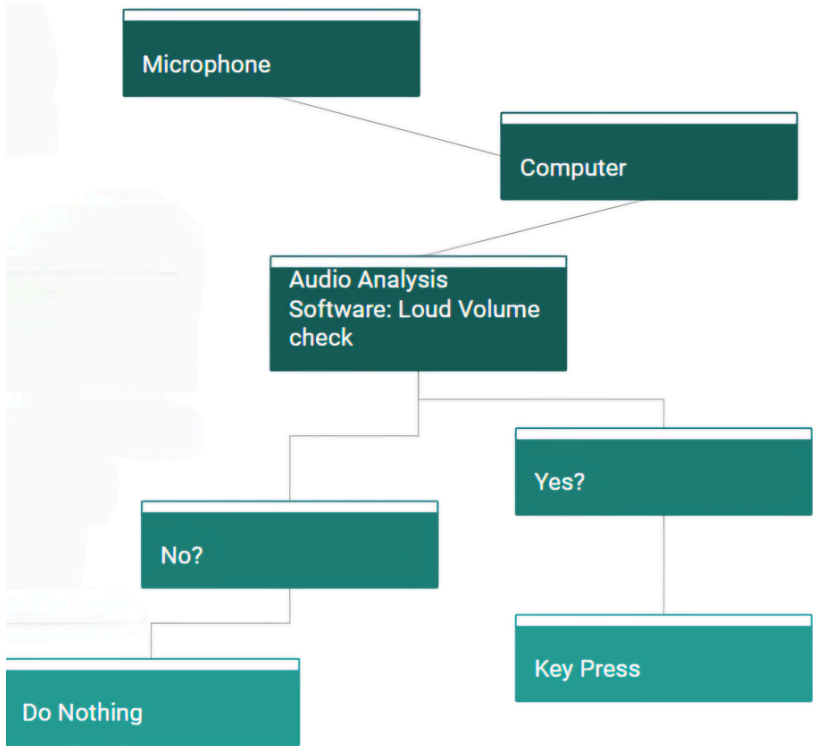 Microphone
Computer
Audio Analysis
Software: Loud Volume
check
Yes?
No?
Key Press
Do Nothing